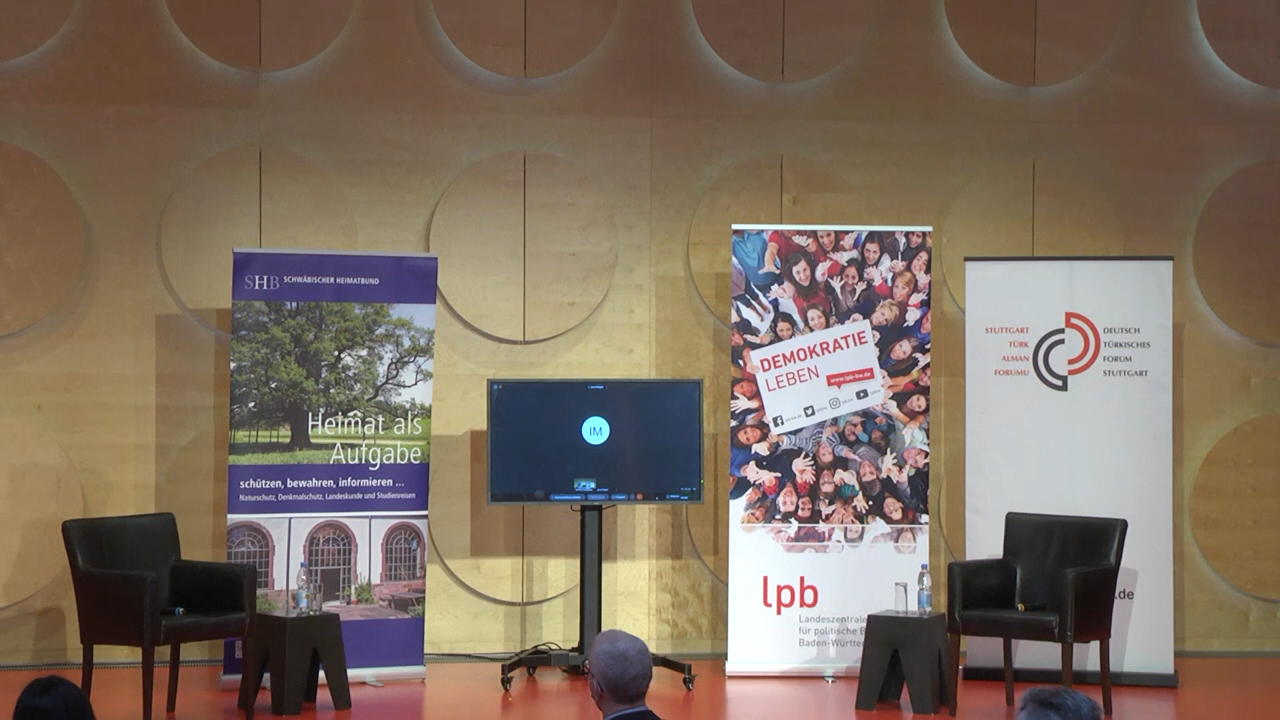 SHB SCHWÄBISCHER HEIMATBUND
Heimat als
Aufgabe
schützen, bewahren, informieren ...
Naturschutz, Denkmalschutz, Landeskunde und Studienreisen
IM
DEMOKRATIE
LEBEN
www.lpb-bw.de
lpb
Landeszentrale
für politische B
Baden-Württe
STUTTGART
TÜRK
ALMAN
FORUMU
DEUTSCH
TÜRKISCHES
FORUM
STUTTGART
.de